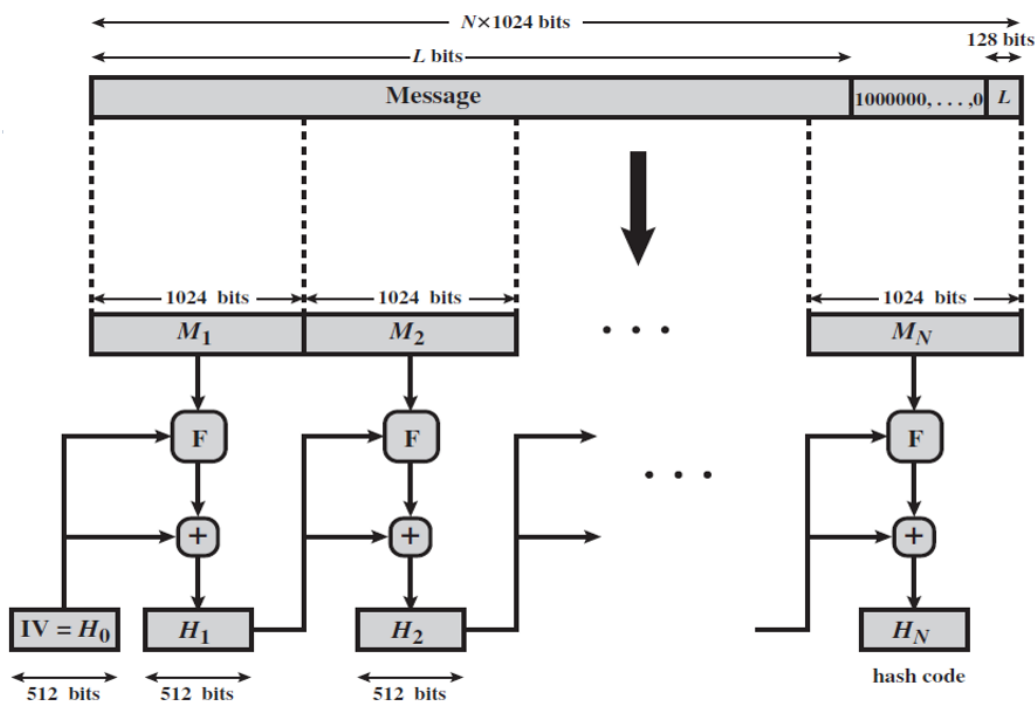 N×1024 bits
128 bits
L bits
Message 1000000, . . . ,0 L
1024 bits 1024 bits 1024 bits
M1 M2 . . . MN
F F F
. . .
+ + +
IV = H0 H1 H2 HN
512 bits 512 bits 512 bits hash code